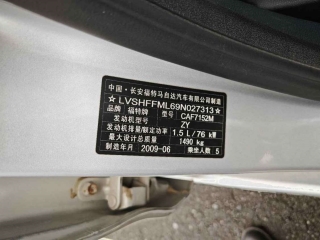 中国·长安福特马自达汽车有限公司制造
☆LVSHFFML69N027313☆
品牌 福特牌 型号 CAF7152M
发动机型号 ZY
发动机排量/额定功率 1.5 L/76 kW
最大设计总质量 1490 kg
制造年月 2009-06 乘坐人数 5